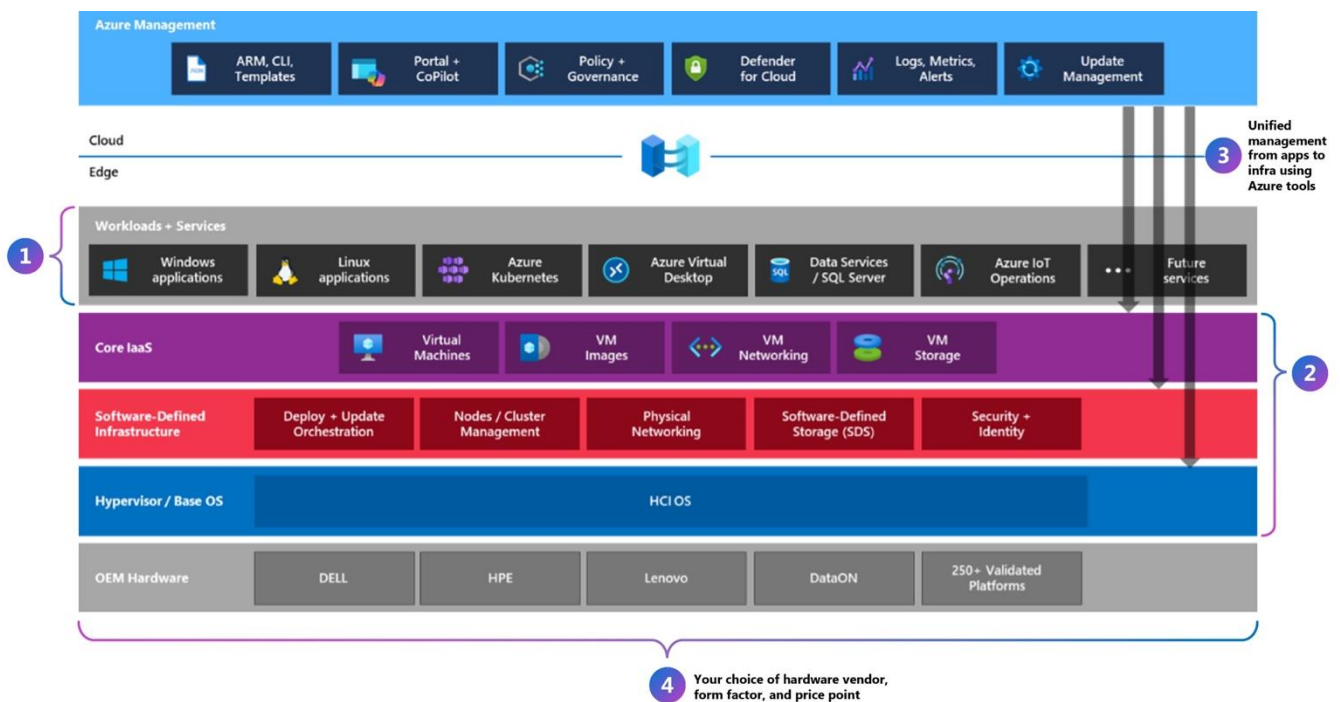 Azure Management
ARM, CLI,
Templates
Portal +
CoPilot
Policy +
Governance
Defender
for Cloud
Logs, Metrics,
Alerts
Update
Management
Cloud
Edge
3
Unified
management
from apps to
infra using
Azure tools
1
Workloads + Services
Windows
applications
Linux
applications
Azure
Kubernetes
Azure Virtual
Desktop
SQL
Data Services
/ SQL Server
Azure IoT
Operations
Future
services
2
Core IaaS
Virtual
Machines
VM
Images
VM
Networking
VM
Storage
Software-Defined
Infrastructure
Deploy + Update
Orchestration
Nodes / Cluster
Management
Physical
Networking
Software-Defined
Storage (SDS)
Security +
Identity
Hypervisor / Base OS
HCI OS
OEM Hardware
DELL
HPE
Lenovo
DataON
250+ Validated
Platforms
4
Your choice of hardware vendor,
form factor, and price point